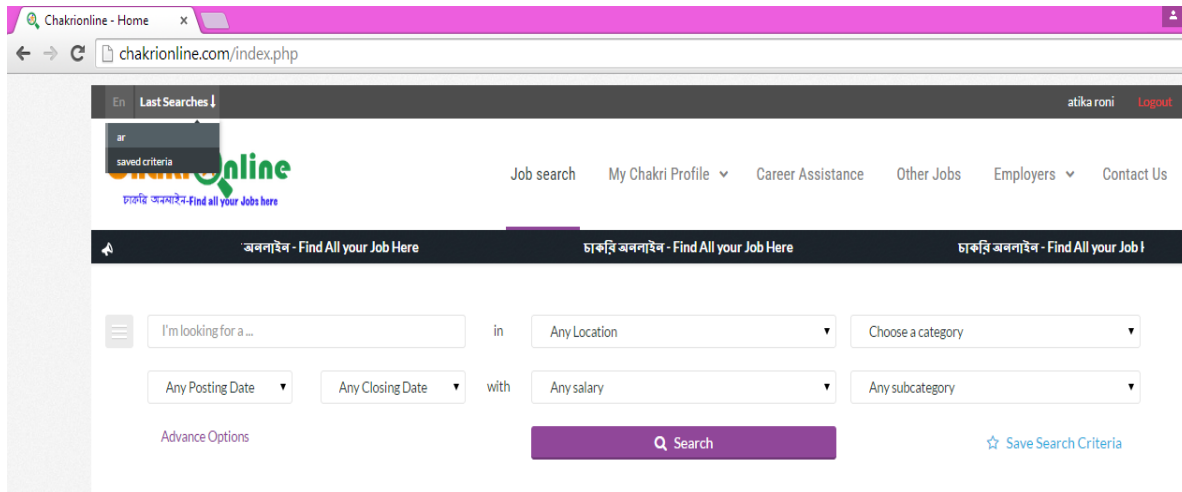 Chakrionline - Home
chakrionline.com/index.php
En Last Searches atika roni Logout
ar
saved criteria
Online
চাকরি অনলাইন-Find all your Jobs here
Job search My Chakri Profile Career Assistance Other Jobs Employers Contact Us
অনলাইন - Find All your Job Here চাকরি অনলাইন - Find All your Job Here চাকরি অনলাইন - Find All your Job
I'm looking for a ... in Any Location Choose a category
Any Posting Date Any Closing Date with Any salary Any subcategory
Advance Options Search Save Search Criteria